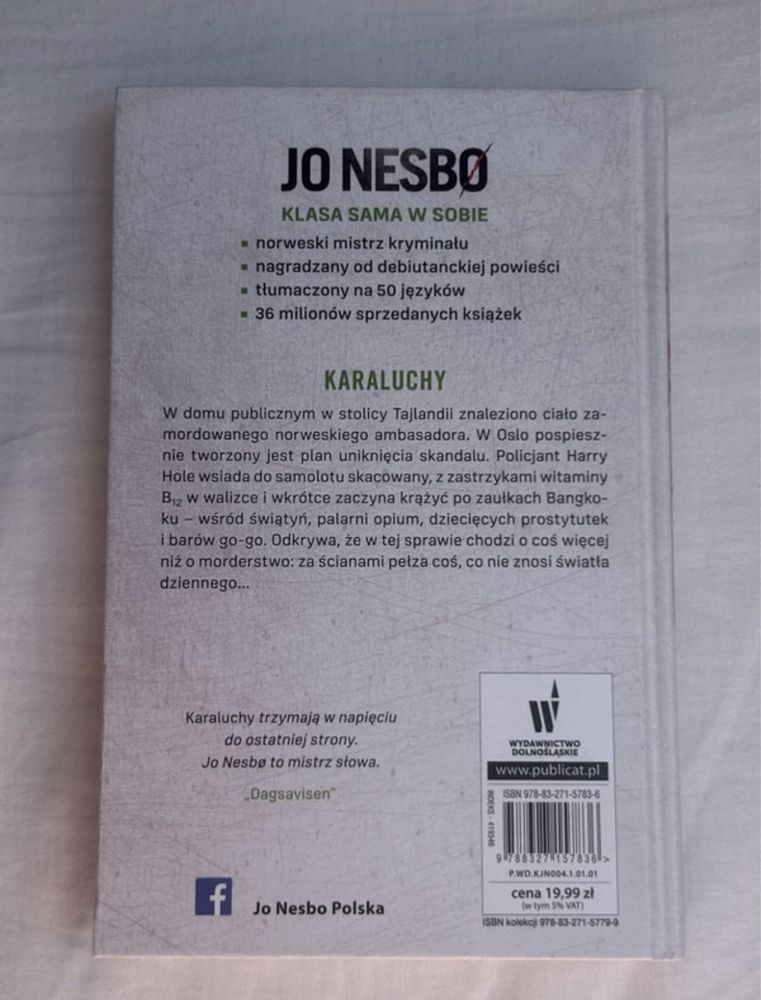 JO NESBØ
KLASA SAMA W SOBIE
▪ norweski mistrz kryminału
▪ nagradzany od debiutanckiej powieści
▪ tłumaczony na 50 języków
▪ 36 milionów sprzedanych książek
KARALUCHY
W domu publicznym w stolicy Tajlandii znaleziono ciało za-
mordowanego norweskiego ambasadora. W Oslo pospiesz-
nie tworzony jest plan uniknięcia skandalu. Policjant Harry
Hole wsiada do samolotu skacowany, z zastrzykami witaminy
B₁₂ w walizce i wkrótce zaczyna krążyć po zaułkach Bangko-
ku – wśród świątyń, palarni opium, dziecięcych prostytutek
i barów go-go. Odkrywa, że w tej sprawie chodzi o coś więcej
niż o morderstwo: za ścianami pełza coś, co nie znosi światła
dziennego...
Karaluchy trzymają w napięciu
do ostatniej strony.
Jo Nesbø to mistrz słowa.
„Dagsavisen”
f Jo Nesbo Polska
WYDAWNICTWO
DOLNOŚLĄSKIE
www.publicat.pl
ISBN 978-83-271-5783-6
INDEKS - 419346
9 788327 157836 >
P.WD.KJN004.1.01.01
cena 19,99 zł
(w tym 5% VAT)
ISBN kolekcji 978-83-271-5779-9